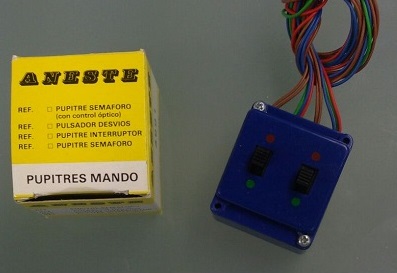 ANESTE
REF. □ PUPITRE SEMAFORO
(con control óptico)
REF. □ PULSADOR DESVIOS
REF. □ PUPITRE INTERRUPTOR
REF. □ PUPITRE SEMAFORO
PUPITRES MANDO